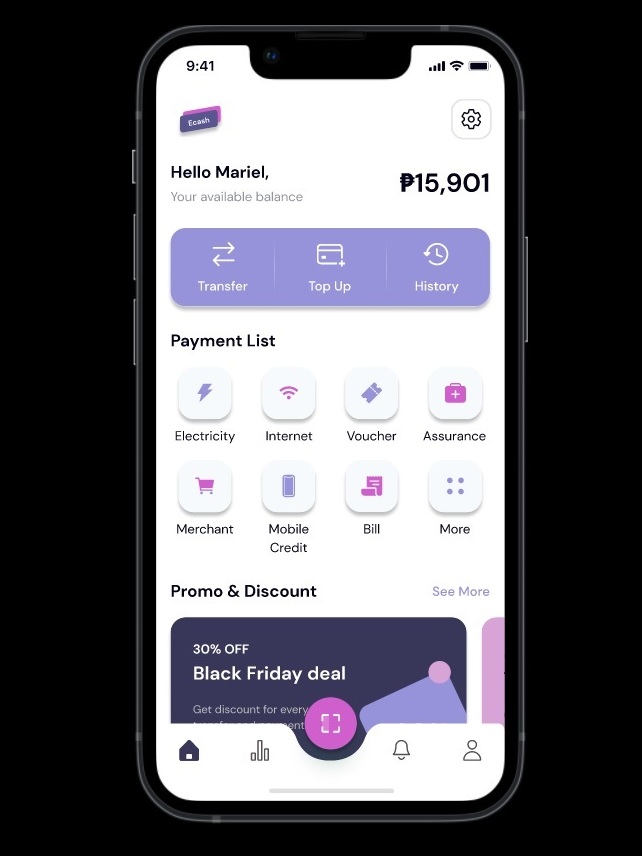 9:41
Ecash
Hello Mariel,
₱15,901
Your available balance
Transfer
Top Up
History
Payment List
Electricity
Internet
Voucher
Assurance
Merchant
Mobile
Credit
Bill
More
Promo & Discount
See More
30% OFF
Black Friday deal
Get discount for every